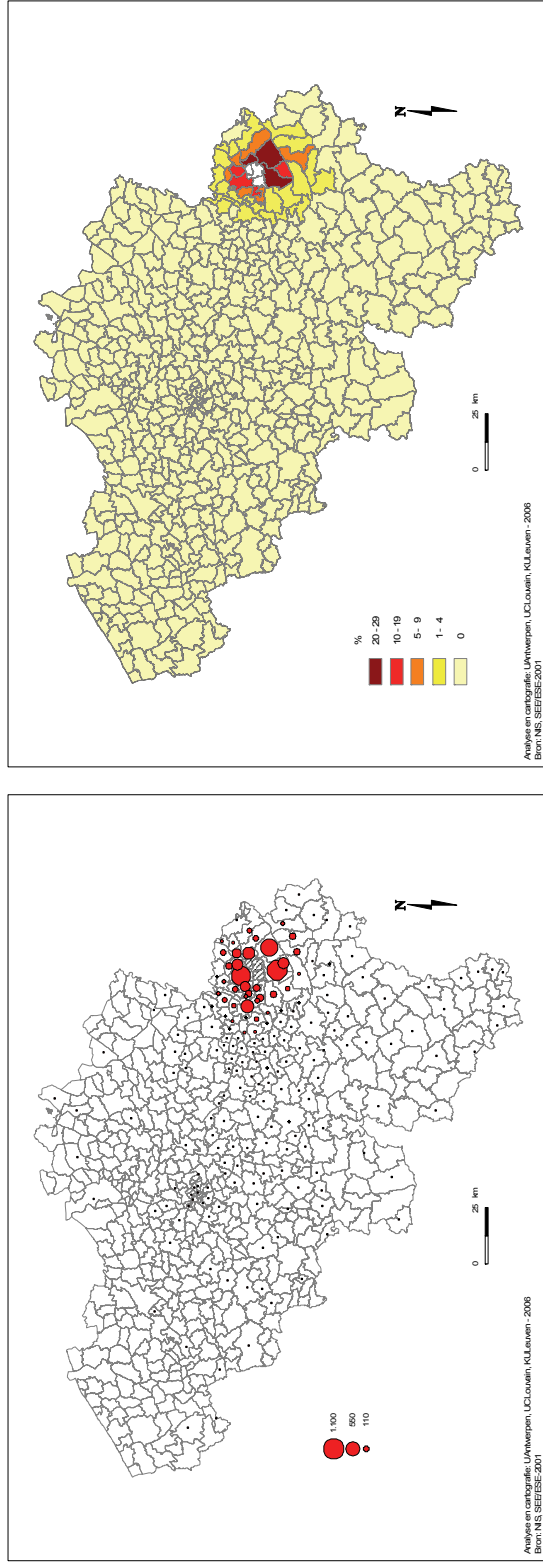 N
%
20 - 29
10 - 19
5 - 9
1 - 4
0
0 25 km
Analyse en cartografie: UAntwerpen, UCLouvain, KULeuven - 2006
Bron: NIS, SEE/ESE-2001
N
1.100
550
110
0 25 km
Analyse en cartografie: UAntwerpen, UCLouvain, KULeuven - 2006
Bron: NIS, SEE/ESE-2001